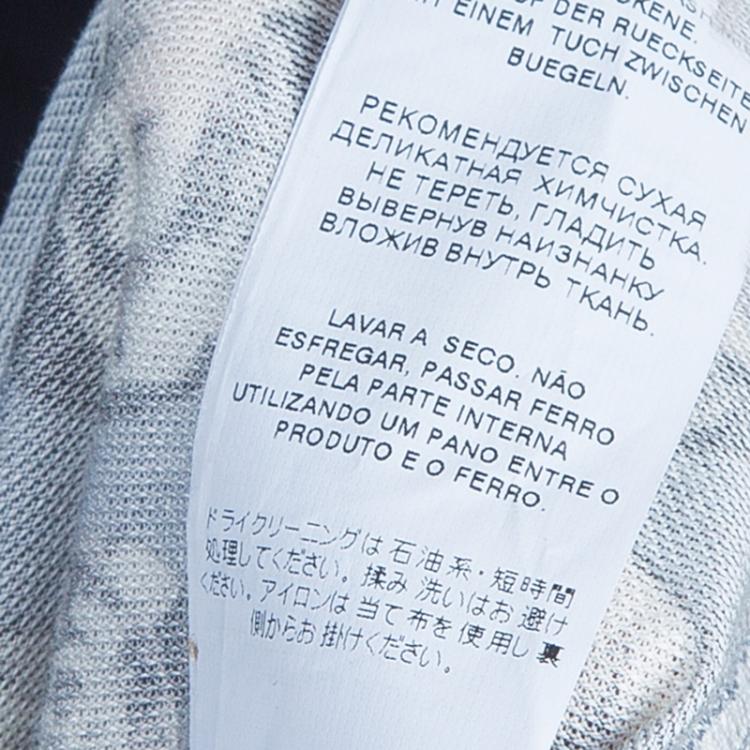 DER RUECKSEITE
EINEM TUCH ZWISCHEN
BUEGELN.
РЕКОМЕНДУЕТСЯ СУХАЯ
ДЕЛИКАТНАЯ ХИМЧИСТКА.
НЕ ТЕРЕТЬ, ГЛАДИТЬ
ВЫВЕРНУВ НАИЗНАНКУ
ВЛОЖИВ ВНУТРЬ ТКАНЬ.
LAVAR A SECO. NÃO
ESFREGAR, PASSAR FERRO
PELA PARTE INTERNA
UTILIZANDO UM PANO ENTRE O
PRODUTO E O FERRO.
ドライクリーニングは石油系・短時間
処理してください。揉み洗いはお避け
ください。アイロンは当て布を使用し裏
側からお掛けください。